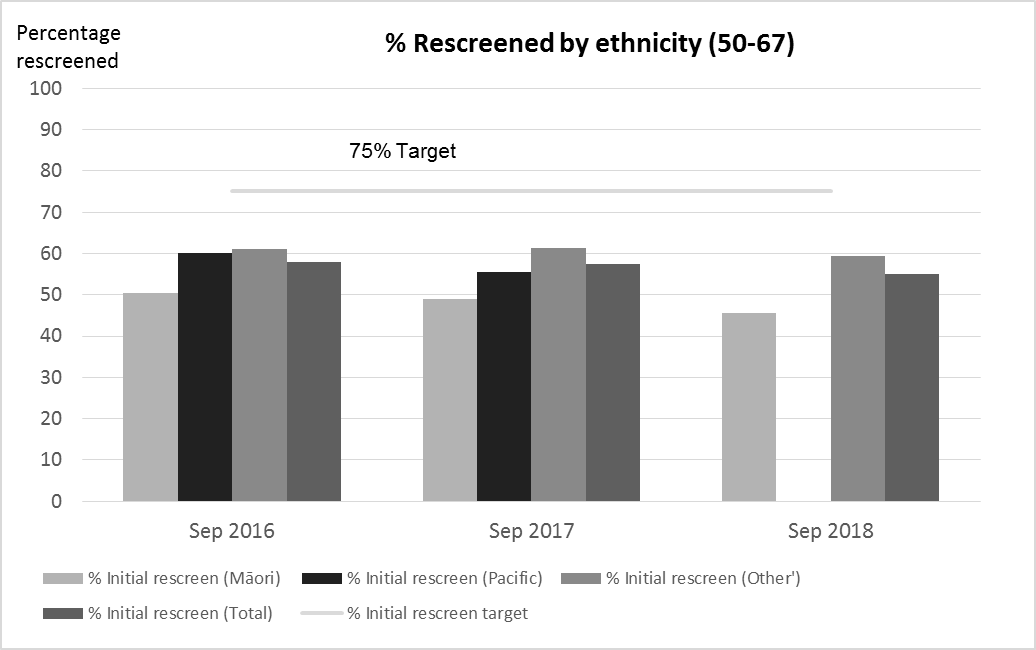 Percentage
rescreened
% Rescreened by ethnicity (50-67)
100
90
80
75% Target
70
60
50
40
30
20
10
0
Sep 2016
Sep 2017
Sep 2018
% Initial rescreen (Māori)
% Initial rescreen (Pacific)
% Initial rescreen (Other')
% Initial rescreen (Total)
% Initial rescreen target